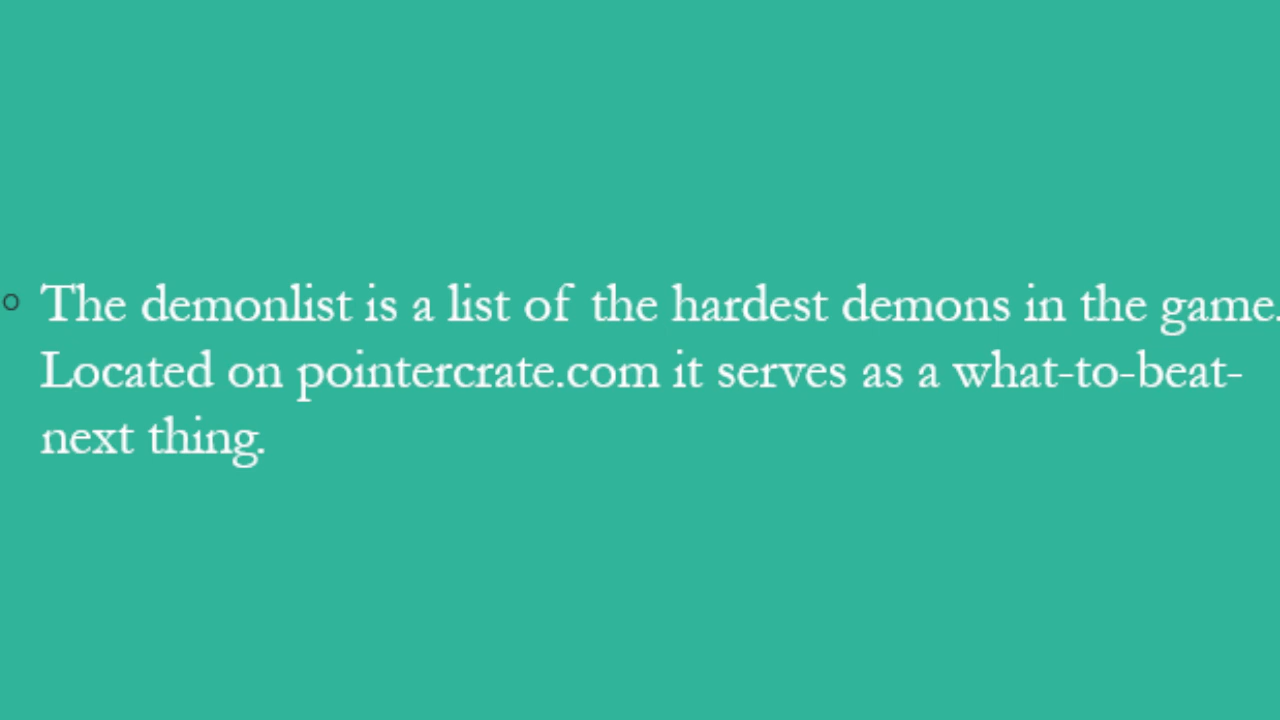 ° The demonlist is a list of the hardest demons in the game.
Located on pointercrate.com it serves as a what-to-beat-
next thing.